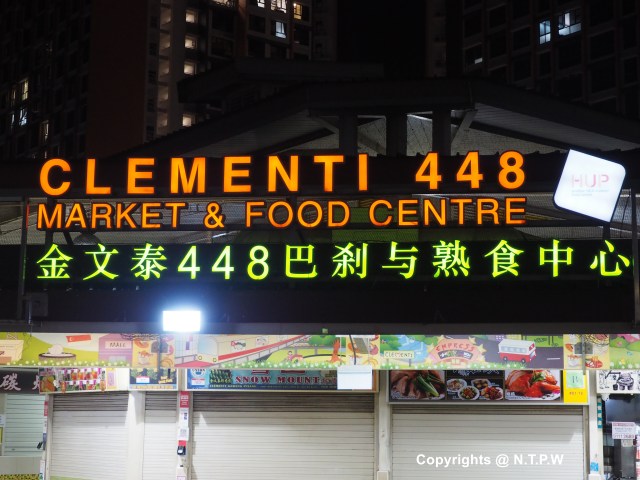 CLEMENTI 448
HUP
MARKET & FOOD CENTRE
金文泰448巴刹与熟食中心
SNOW MOUNT
Copyrights @ N.T.P.W